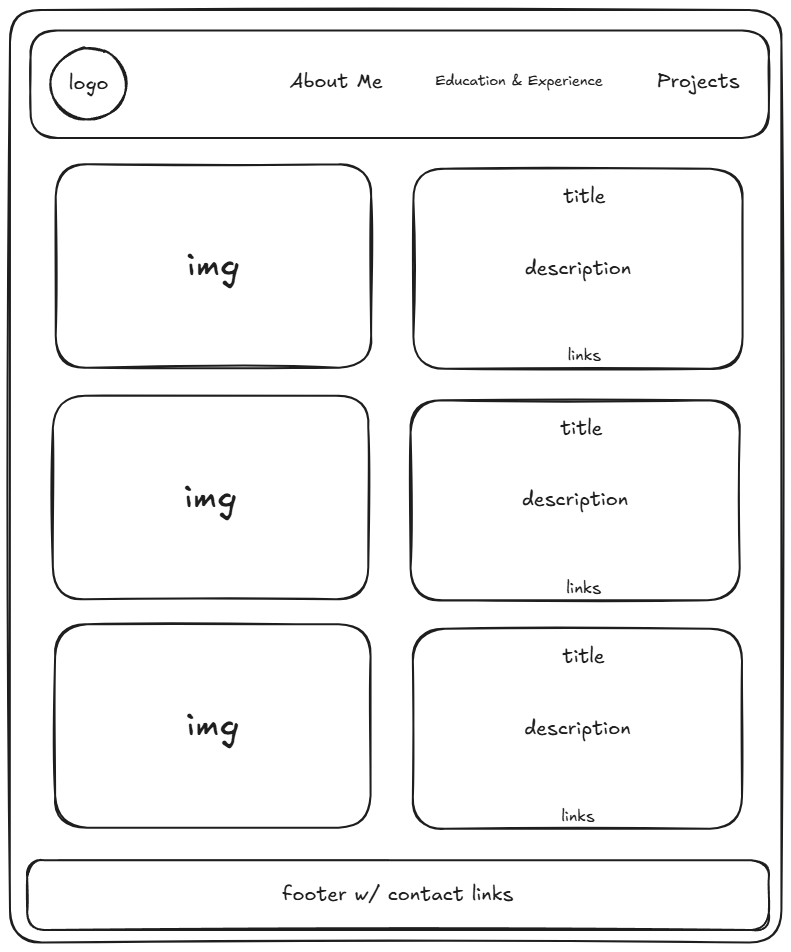 logo
About Me
Education & Experience
Projects
img
title
description
links
img
title
description
links
img
title
description
links
footer w/ contact links